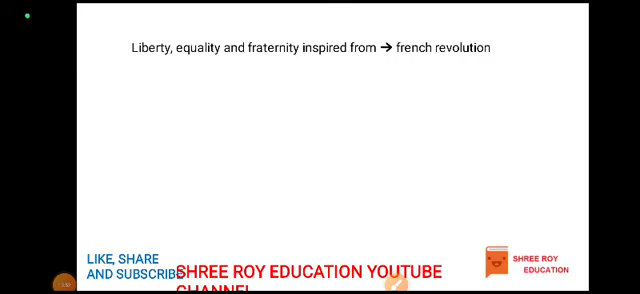 Liberty, equality and fraternity inspired from → french revolution
LIKE, SHARE
AND SUBSCRIBE
SHREE ROY EDUCATION YOUTUBE
CHANNEL
SHREE ROY
EDUCATION